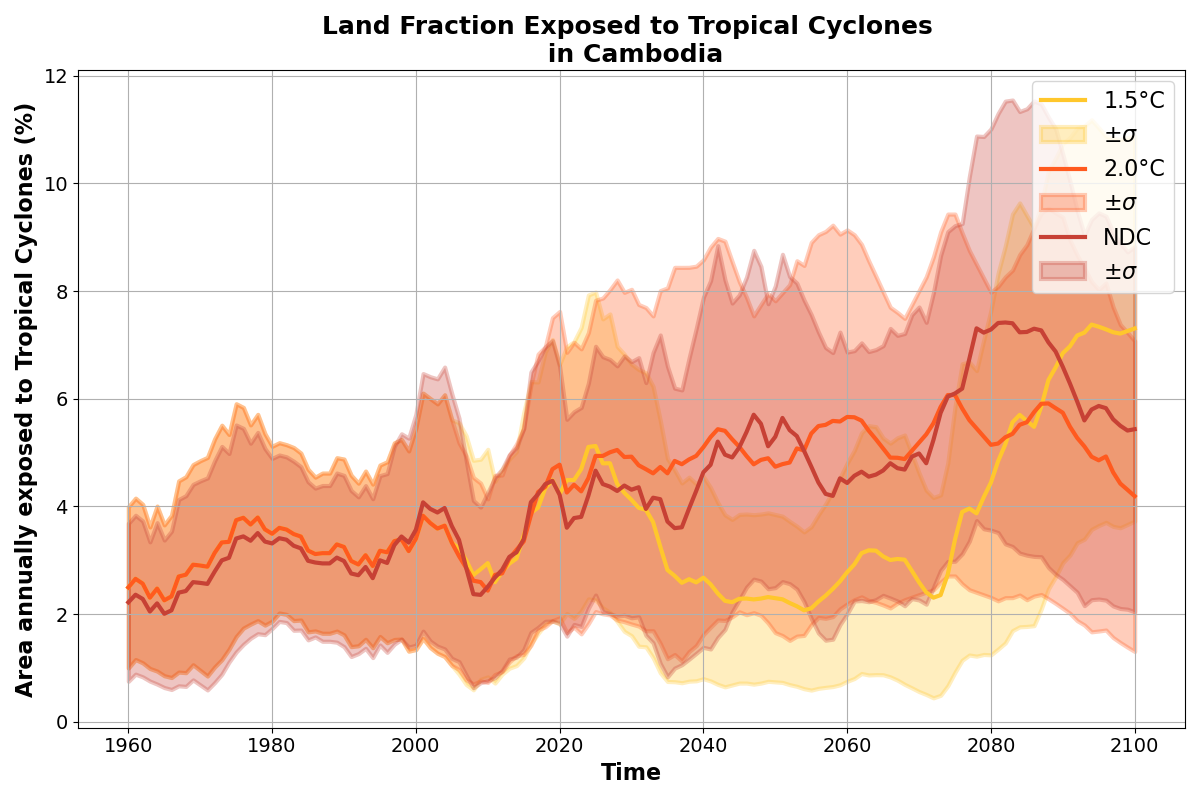 Land Fraction Exposed to Tropical Cyclones
in Cambodia
Area annually exposed to Tropical Cyclones (%)
12
10
8
6
4
2
0
1.5°C
±σ
2.0°C
±σ
NDC
±σ
1960 1980 2000 2020 2040 2060 2080 2100
Time